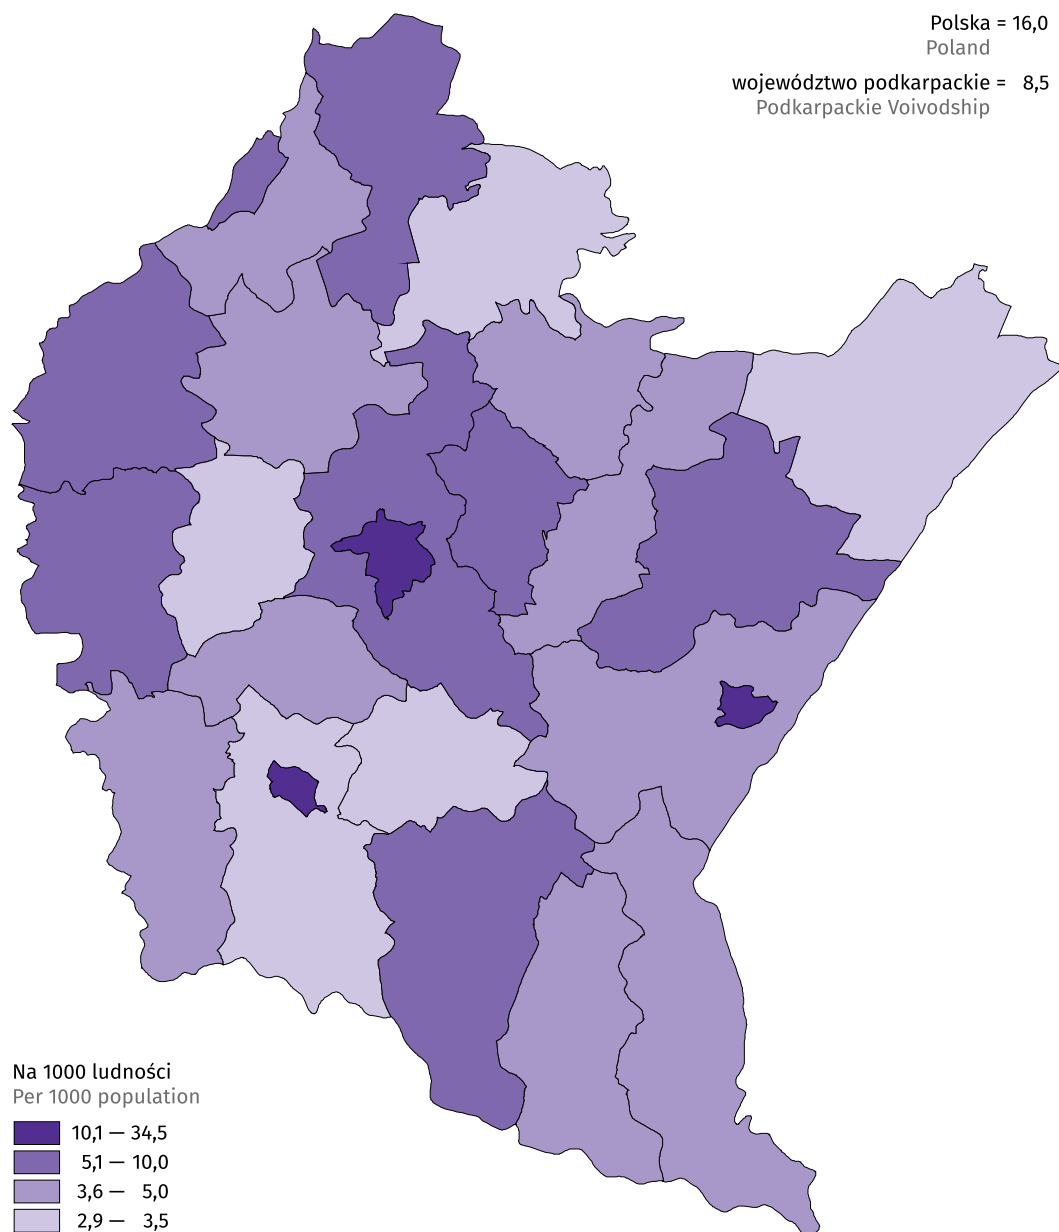 Polska = 16,0
Poland
województwo podkarpackie = 8,5
Podkarpackie Voivodship
Na 1000 ludności
Per 1000 population
10,1 — 34,5
5,1 — 10,0
3,6 — 5,0
2,9 — 3,5